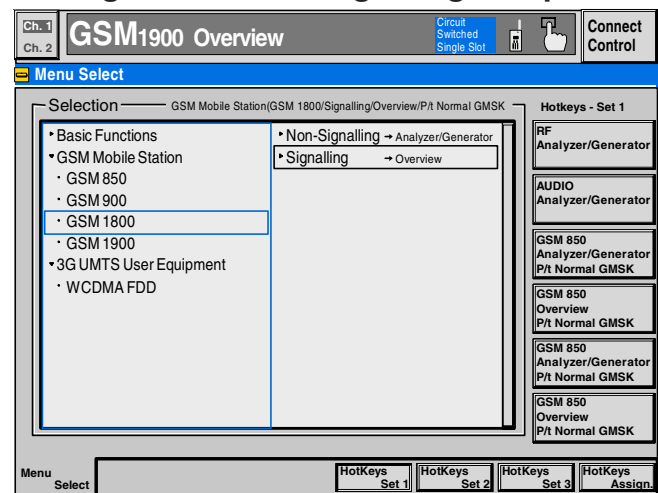 Ch. 1
Ch. 2
GSM1900 Overview
Circuit
Switched
Single Slot
Connect
Control
Menu Select
Selection GSM Mobile Station(GSM 1800/Signalling/Overview/P/t Normal GMSK
Basic Functions
GSM Mobile Station
· GSM 850
· GSM 900
· GSM 1800
· GSM 1900
3G UMTS User Equipment
· WCDMA FDD
Non-Signalling → Analyzer/Generator
Signalling → Overview
Hotkeys - Set 1
RF
Analyzer/Generator
AUDIO
Analyzer/Generator
GSM 850
Analyzer/Generator
P/t Normal GMSK
GSM 850
Overview
P/t Normal GMSK
GSM 850
Analyzer/Generator
P/t Normal GMSK
GSM 850
Overview
P/t Normal GMSK
Menu
Select
HotKeys
Set 1
HotKeys
Set 2
HotKeys
Set 3
HotKeys
Assign.